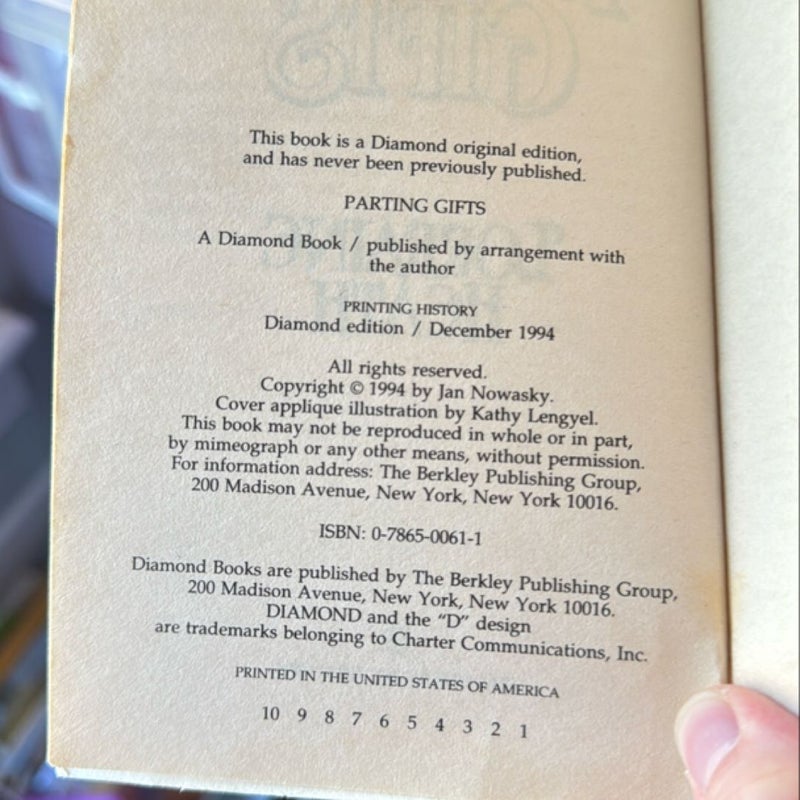 This book is a Diamond original edition,
and has never been previously published.
PARTING GIFTS
A Diamond Book / published by arrangement with
the author
PRINTING HISTORY
Diamond edition / December 1994
All rights reserved.
Copyright © 1994 by Jan Nowasky.
Cover applique illustration by Kathy Lengyel.
This book may not be reproduced in whole or in part,
by mimeograph or any other means, without permission.
For information address: The Berkley Publishing Group,
200 Madison Avenue, New York, New York 10016.
ISBN: 0-7865-0061-1
Diamond Books are published by The Berkley Publishing Group,
200 Madison Avenue, New York, New York 10016.
DIAMOND and the “D” design
are trademarks belonging to Charter Communications, Inc.
PRINTED IN THE UNITED STATES OF AMERICA
10 9 8 7 6 5 4 3 2 1